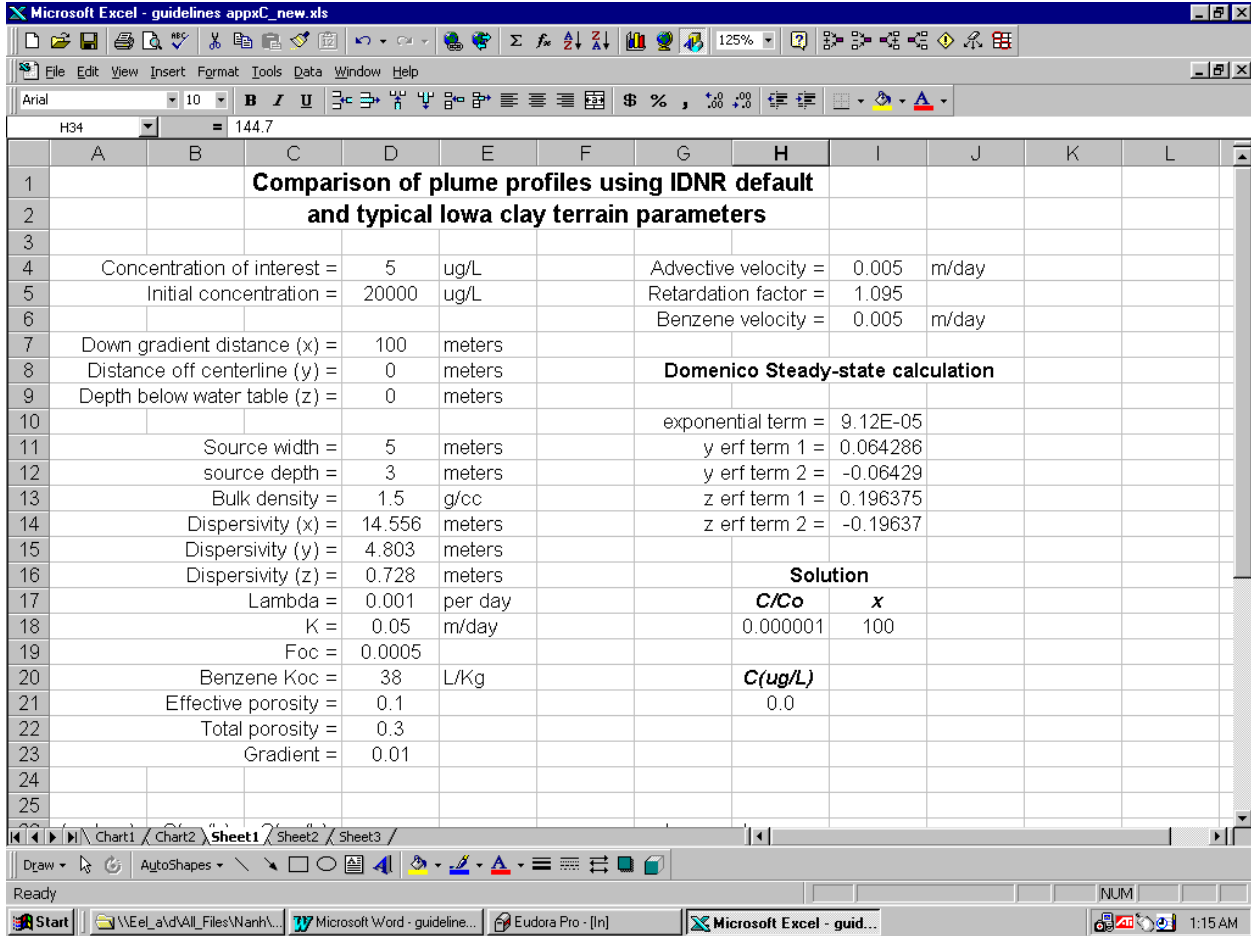 Microsoft Excel - guidelines appxC_new.xls
125%
File Edit View Insert Format Tools Data Window Help
Arial 10 B I U $ % ,
H34 = 144.7
A B C D E F G H I J K L
1 Comparison of plume profiles using IDNR default
2 and typical Iowa clay terrain parameters
3
4 Concentration of interest = 5 ug/L Advective velocity = 0.005 m/day
5 Initial concentration = 20000 ug/L Retardation factor = 1.095
6 Benzene velocity = 0.005 m/day
7 Down gradient distance (x) = 100 meters
8 Distance off centerline (y) = 0 meters Domenico Steady-state calculation
9 Depth below water table (z) = 0 meters
10 exponential term = 9.12E-05
11 Source width = 5 meters y erf term 1 = 0.064286
12 source depth = 3 meters y erf term 2 = -0.06429
13 Bulk density = 1.5 g/cc z erf term 1 = 0.196375
14 Dispersivity (x) = 14.556 meters z erf term 2 = -0.19637
15 Dispersivity (y) = 4.803 meters
16 Dispersivity (z) = 0.728 meters Solution
17 Lambda = 0.001 per day C/Co x
18 K = 0.05 m/day 0.000001 100
19 Foc = 0.0005
20 Benzene Koc = 38 L/Kg C(ug/L)
21 Effective porosity = 0.1 0.0
22 Total porosity = 0.3
23 Gradient = 0.01
24
25
Chart1 Chart2 Sheet1 Sheet2 Sheet3
Draw AutoShapes
Ready NUM
Start \\Eel_a\d\All_Files\Nanh\... Microsoft Word - guideline... Eudora Pro - [In] Microsoft Excel - guid... 1:15 AM